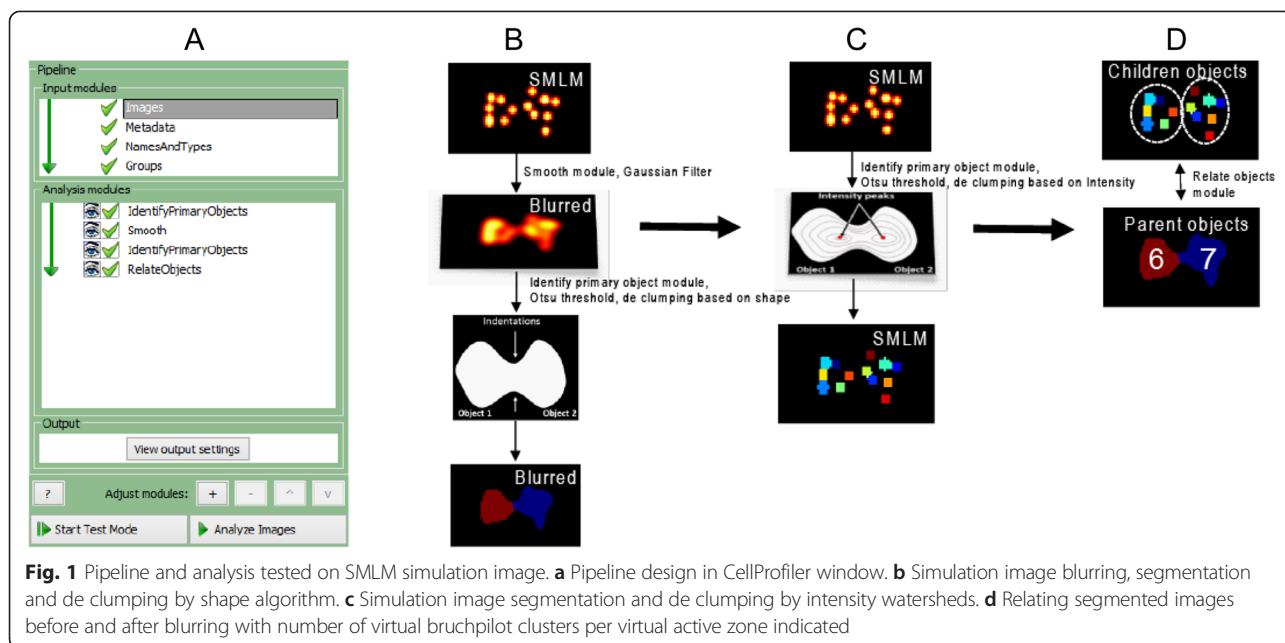 A
Pipeline
Input modules
Images
Metadata
NamesAndTypes
Groups
Analysis modules
IdentifyPrimaryObjects
Smooth
IdentifyPrimaryObjects
RelateObjects
Output
View output settings
? Adjust modules: + - ^ v
Start Test Mode Analyze Images
B
SMLM
Smooth module, Gaussian Filter
Blurred
Identify primary object module,
Otsu threshold, de clumping based on shape
Indentations
Object 1 Object 2
Blurred
C
SMLM
Identify primary object module,
Otsu threshold, de clumping based on Intensity
Intensity peaks
Object 1 Object 2
SMLM
D
Children objects
Relate objects
module
Parent objects
6 7
Fig. 1 Pipeline and analysis tested on SMLM simulation image. a Pipeline design in CellProfiler window. b Simulation image blurring, segmentation
and de clumping by shape algorithm. c Simulation image segmentation and de clumping by intensity watersheds. d Relating segmented images
before and after blurring with number of virtual bruchpilot clusters per virtual active zone indicated